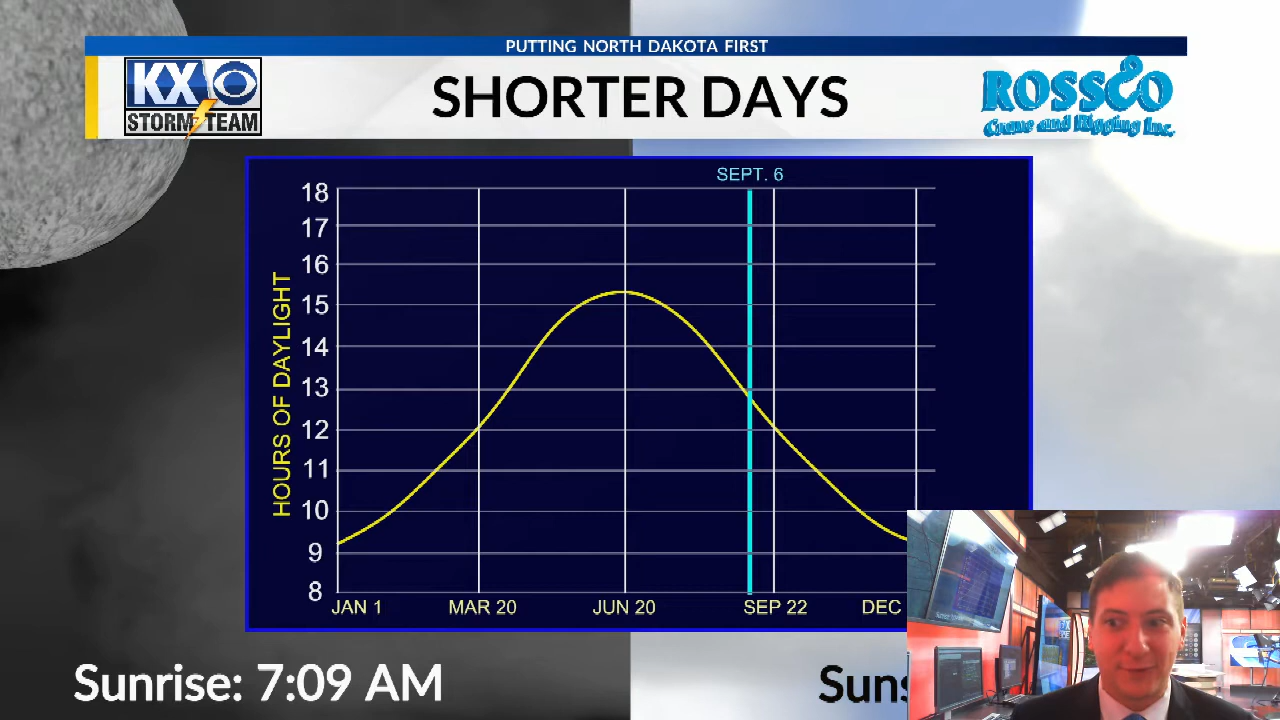 PUTTING NORTH DAKOTA FIRST
KX
STORM TEAM
SHORTER DAYS
ROSSCO
Crane and Rigging Inc.
SEPT. 6
HOURS OF DAYLIGHT
18
17
16
15
14
13
12
11
10
9
8
JAN 1 MAR 20 JUN 20 SEP 22 DEC
Sunrise: 7:09 AM